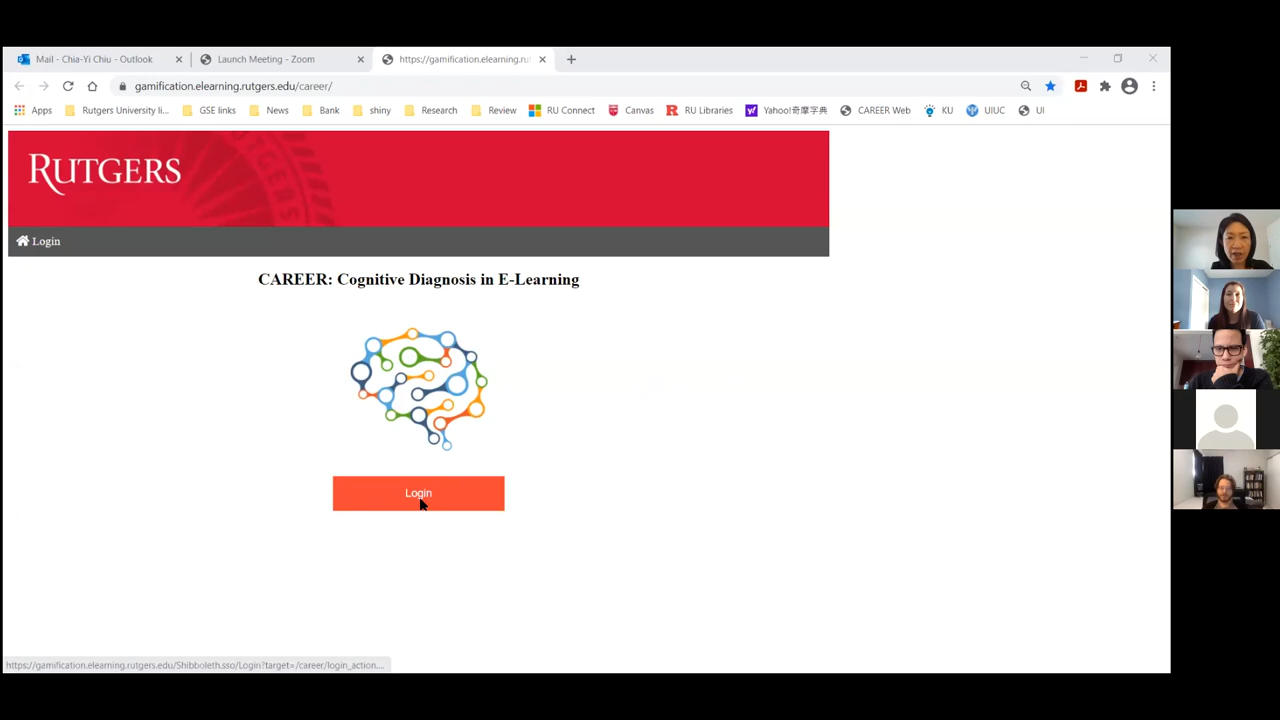 Mail - Chia-Yi Chiu - Outlook
Launch Meeting - Zoom
https://gamification.elearning.rut
gamification.elearning.rutgers.edu/career/
Apps
Rutgers University li...
GSE links
News
Bank
shiny
Research
Review
RU Connect
Canvas
RU Libraries
Yahoo!奇摩字典
CAREER Web
KU
UIUC
UI
RUTGERS
Login
CAREER: Cognitive Diagnosis in E-Learning
Login
https://gamification.elearning.rutgers.edu/Shibboleth.sso/Login?target=/career/login_action....